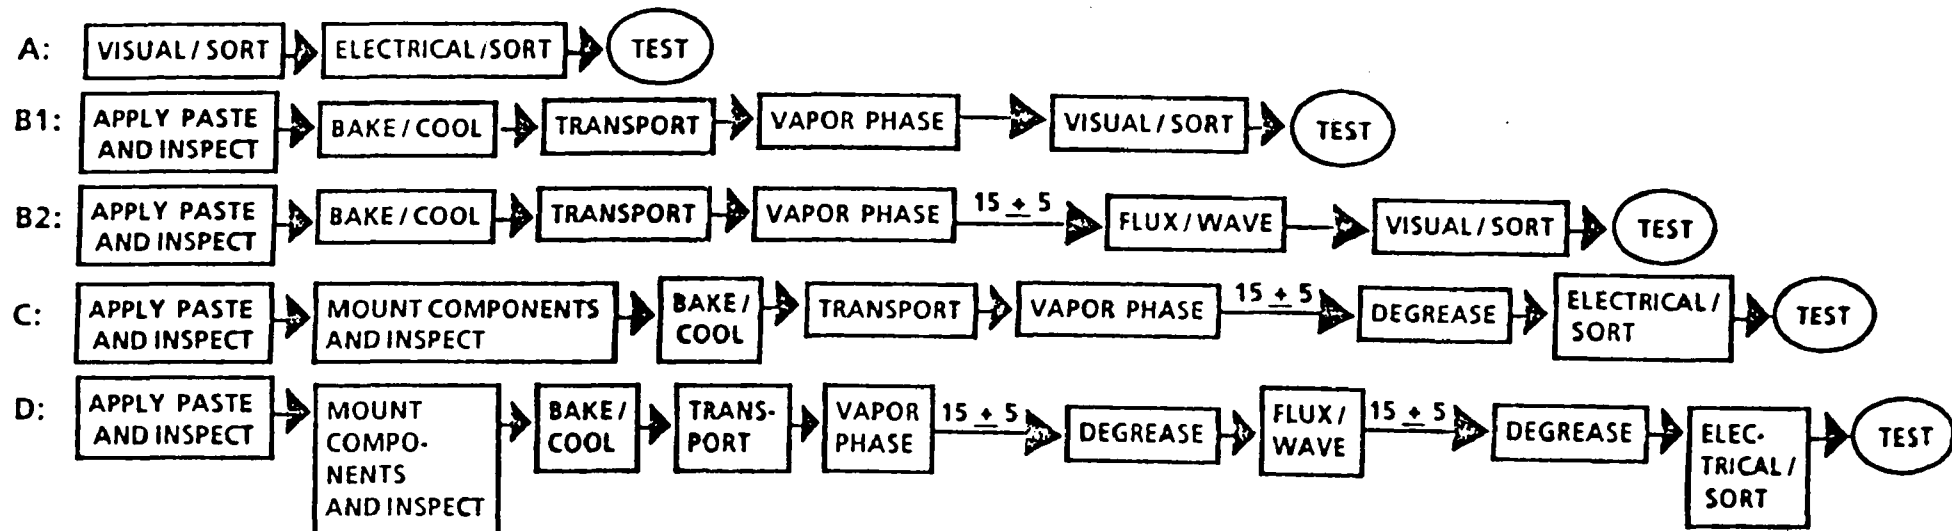 A: VISUAL / SORT ELECTRICAL/SORT TEST
B1: APPLY PASTE AND INSPECT BAKE / COOL TRANSPORT VAPOR PHASE VISUAL / SORT TEST
B2: APPLY PASTE AND INSPECT BAKE / COOL TRANSPORT VAPOR PHASE 15 ± 5 FLUX / WAVE VISUAL / SORT TEST
C: APPLY PASTE AND INSPECT MOUNT COMPONENTS AND INSPECT BAKE / COOL TRANSPORT VAPOR PHASE 15 ± 5 DEGREASE ELECTRICAL / SORT TEST
D: APPLY PASTE AND INSPECT MOUNT COMPO- NENTS AND INSPECT BAKE / COOL TRANS- PORT VAPOR PHASE 15 ± 5 DEGREASE FLUX / WAVE 15 ± 5 DEGREASE ELEC- TRICAL / SORT TEST